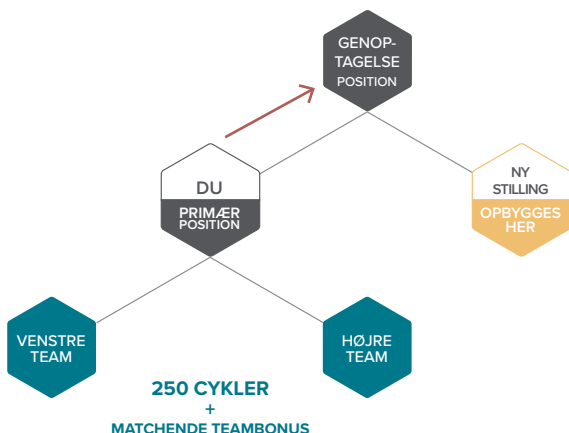 GENOP-
TAGELSE
POSITION
DU
PRIMÆR
POSITION
NY
STILLING
OPBYGGES
HER
VENSTRE
TEAM
HØJRE
TEAM
250 CYKLER
+
MATCHENDE TEAMBONUS